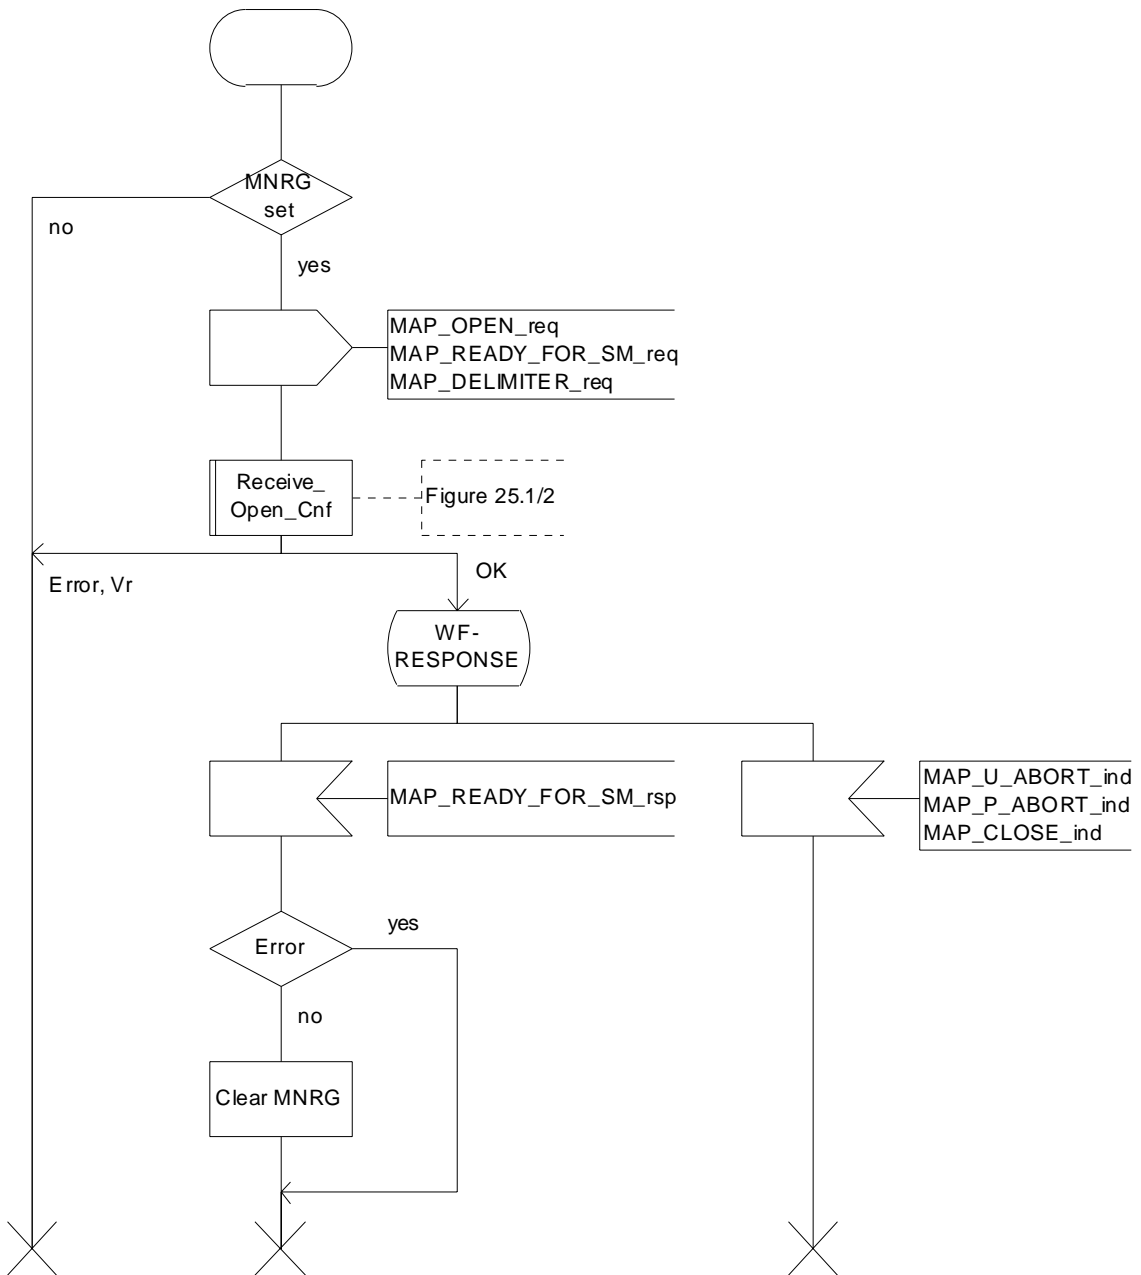 MNRG
set
no
yes
MAP_OPEN_req
MAP_READY_FOR_SM_req
MAP_DELIMITER_req
Receive_
Open_Cnf
Figure 25.1/2
Error, Vr
OK
WF-
RESPONSE
MAP_READY_FOR_SM_rsp
MAP_U_ABORT_ind
MAP_P_ABORT_ind
MAP_CLOSE_ind
Error
yes
no
Clear MNRG